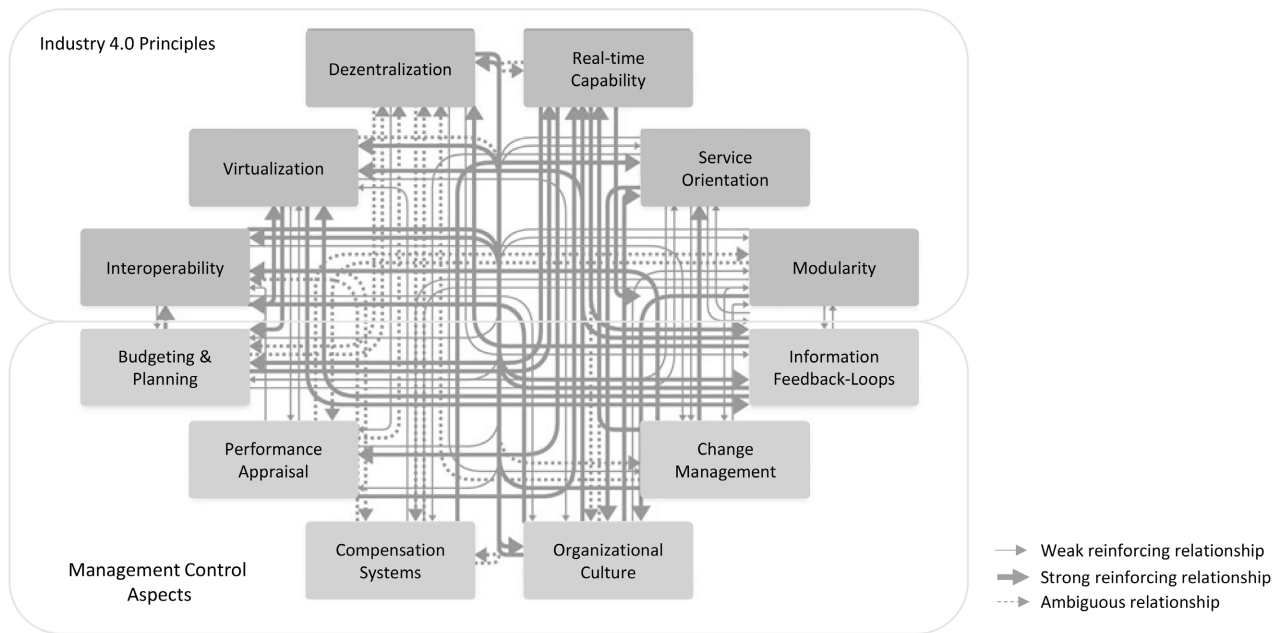 Industry 4.0 Principles
Dezentralization
Real-time
Capability
Virtualization
Service
Orientation
Interoperability
Modularity
Budgeting &
Planning
Information
Feedback-Loops
Performance
Appraisal
Change
Management
Compensation
Systems
Organizational
Culture
Management Control
Aspects
Weak reinforcing relationship
Strong reinforcing relationship
Ambiguous relationship